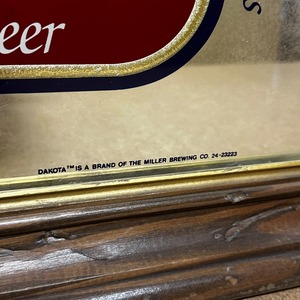 eer
DAKOTA™ IS A BRAND OF THE MILLER BREWING CO. 24-23223
S